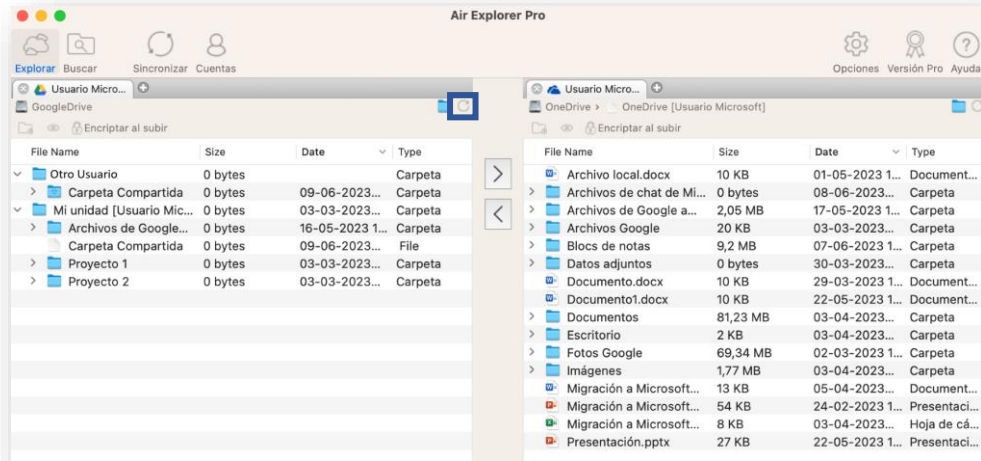 Air Explorer Pro
Explorar Buscar Sincronizar Cuentas
Opciones Versión Pro Ayuda
Usuario Micro...
GoogleDrive
Encriptar al subir
File Name Size Date Type
Otro Usuario 0 bytes Carpeta
Carpeta Compartida 0 bytes 09-06-2023... Carpeta
Mi unidad [Usuario Mic... 0 bytes 03-03-2023... Carpeta
Archivos de Google... 0 bytes 16-05-2023 1... Carpeta
Carpeta Compartida 0 bytes 09-06-2023... File
Proyecto 1 0 bytes 03-03-2023... Carpeta
Proyecto 2 0 bytes 03-03-2023... Carpeta
Usuario Micro...
OneDrive › OneDrive [Usuario Microsoft]
Encriptar al subir
File Name Size Date Type
Archivo local.docx 10 KB 01-05-2023 1... Document...
Archivos de chat de Mi... 0 bytes 08-06-2023... Carpeta
Archivos de Google a... 2,05 MB 17-05-2023 1... Carpeta
Archivos Google 20 KB 03-03-2023... Carpeta
Blocs de notas 9,2 MB 07-06-2023 1... Carpeta
Datos adjuntos 0 bytes 30-03-2023... Carpeta
Documento.docx 10 KB 29-03-2023 1... Document...
Documento1.docx 10 KB 22-05-2023 1... Document...
Documentos 81,23 MB 03-04-2023... Carpeta
Escritorio 2 KB 03-04-2023... Carpeta
Fotos Google 69,34 MB 02-03-2023 1... Carpeta
Imágenes 1,77 MB 03-04-2023... Carpeta
Migración a Microsoft... 13 KB 05-04-2023... Document...
Migración a Microsoft... 54 KB 24-02-2023 1... Presentaci...
Migración a Microsoft... 8 KB 03-04-2023... Hoja de cá...
Presentación.pptx 27 KB 22-05-2023 1... Presentaci...